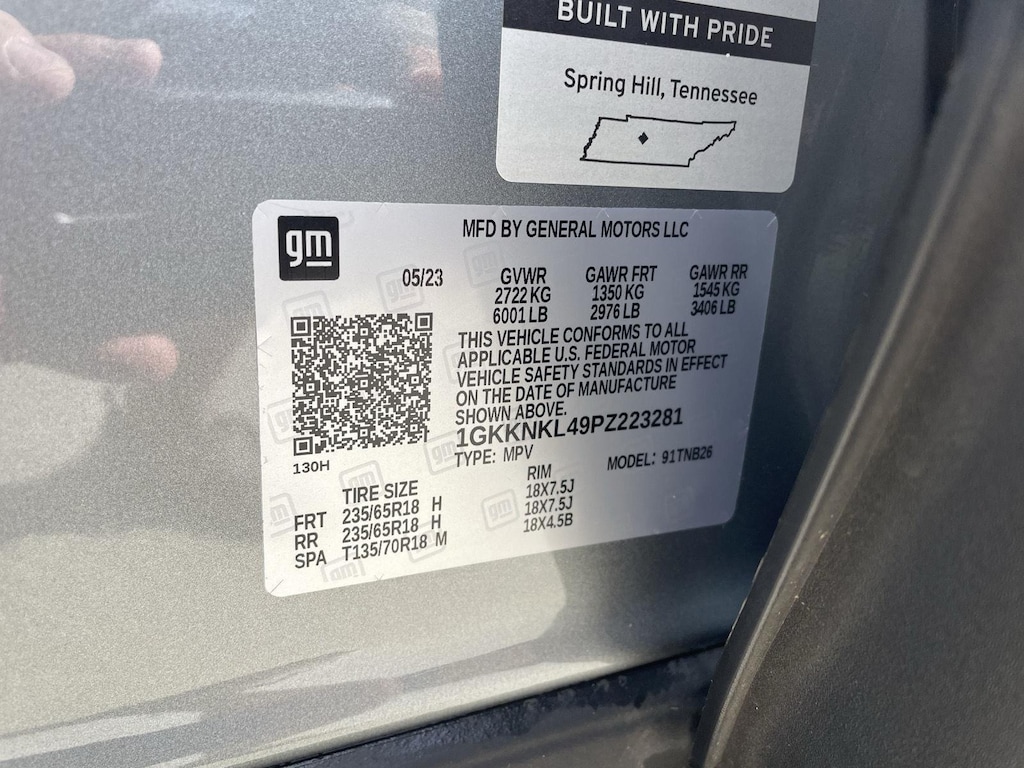 BUILT WITH PRIDE
Spring Hill, Tennessee
gm
MFD BY GENERAL MOTORS LLC
05/23
GVWR GAWR FRT GAWR RR
2722 KG 1350 KG 1545 KG
6001 LB 2976 LB 3406 LB
THIS VEHICLE CONFORMS TO ALL
APPLICABLE U.S. FEDERAL MOTOR
VEHICLE SAFETY STANDARDS IN EFFECT
ON THE DATE OF MANUFACTURE
SHOWN ABOVE.
1GKKNKL49PZ223281
TYPE: MPV MODEL: 91TNB26
130H
TIRE SIZE RIM
FRT 235/65R18 H 18X7.5J
RR 235/65R18 H 18X7.5J
SPA T135/70R18 M 18X4.5B